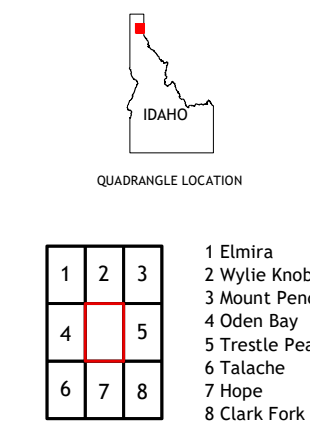 IDAHO
QUADRANGLE LOCATION
1 2 3
4 5
6 7 8
1 Elmira
2 Wylie Knob
3 Mount
4 Oden Bay
5 Trestle
6 Talache
7 Hope
8 Clark Fork